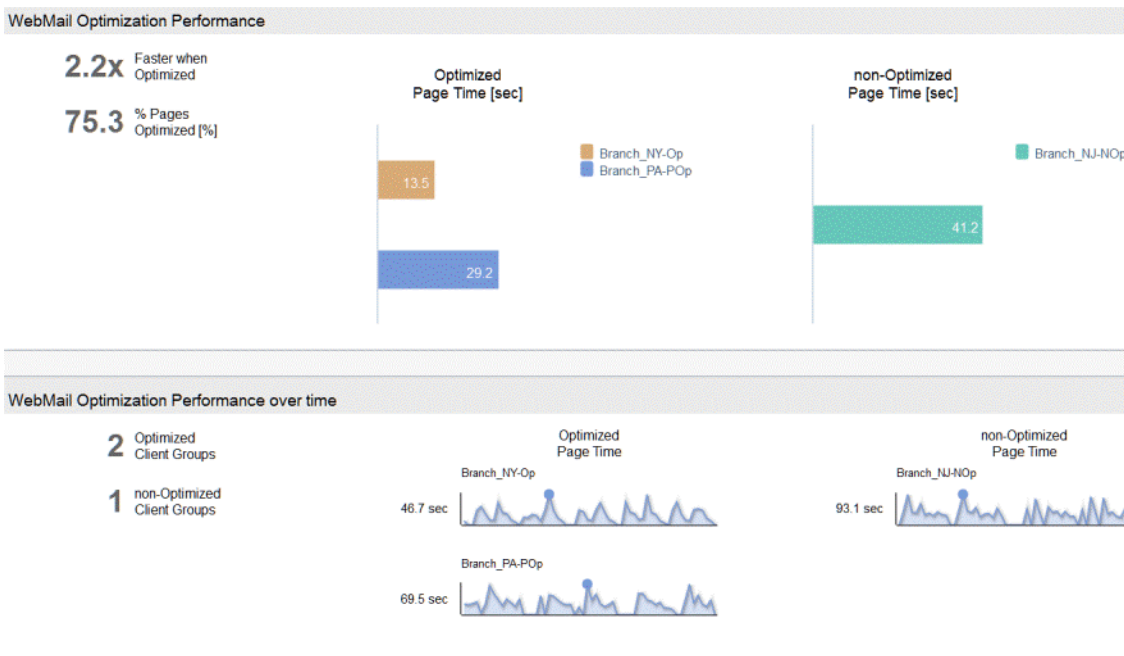 WebMail Optimization Performance
2.2x Faster when
Optimized
75.3 % Pages
Optimized [%]
Optimized
Page Time [sec]
Branch_NY-Op
Branch_PA-POp
13.5
29.2
non-Optimized
Page Time [sec]
Branch_NJ-NOp
41.2
WebMail Optimization Performance over time
2 Optimized
Client Groups
1 non-Optimized
Client Groups
Optimized
Page Time
Branch_NY-Op
46.7 sec
Branch_PA-POp
69.5 sec
non-Optimized
Page Time
Branch_NJ-NOp
93.1 sec